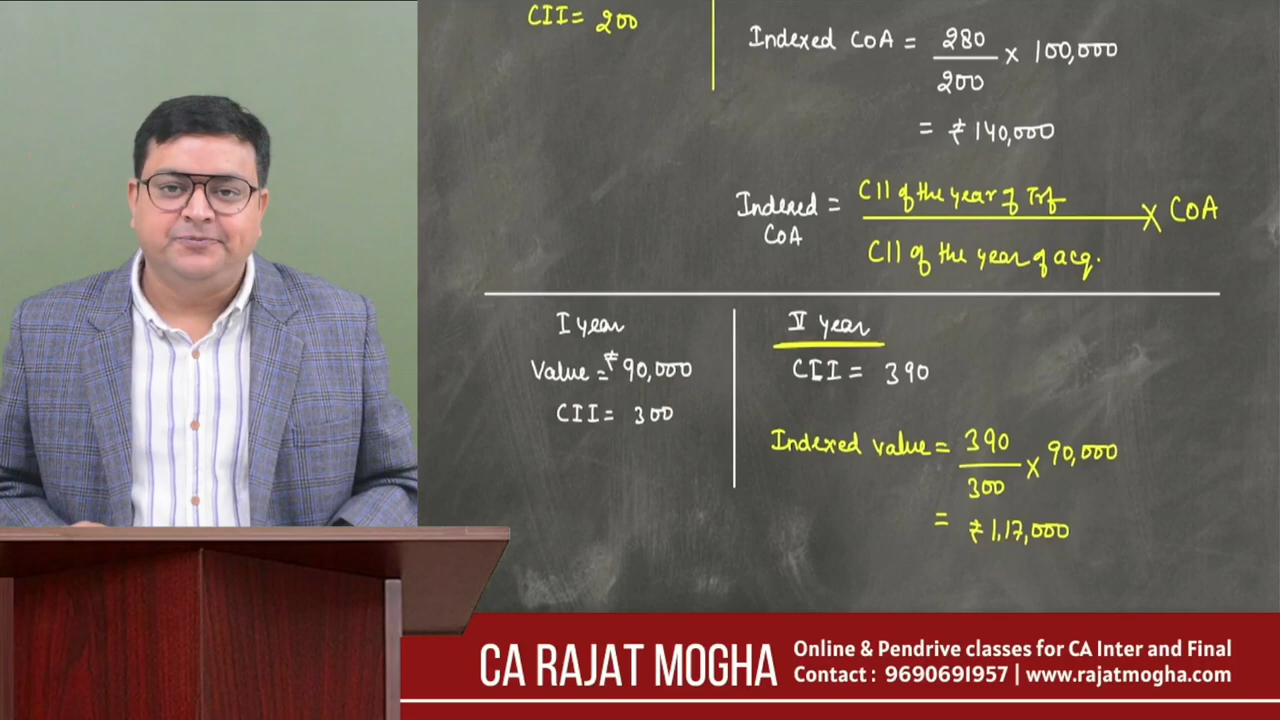 CII = 200
Indexed CoA = 280/200 × 100,000
= ₹ 140,000
Indexed CoA = CII of the year of Trf / CII of the year of acq. × CoA
I year
Value = ₹90,000
CII = 300
V year
CII = 390
Indexed value = 390/300 × 90,000
= ₹ 1,17,000
CA RAJAT MOGHA
Online & Pendrive classes for CA Inter and Final
Contact : 9690691957 | www.rajatmogha.com